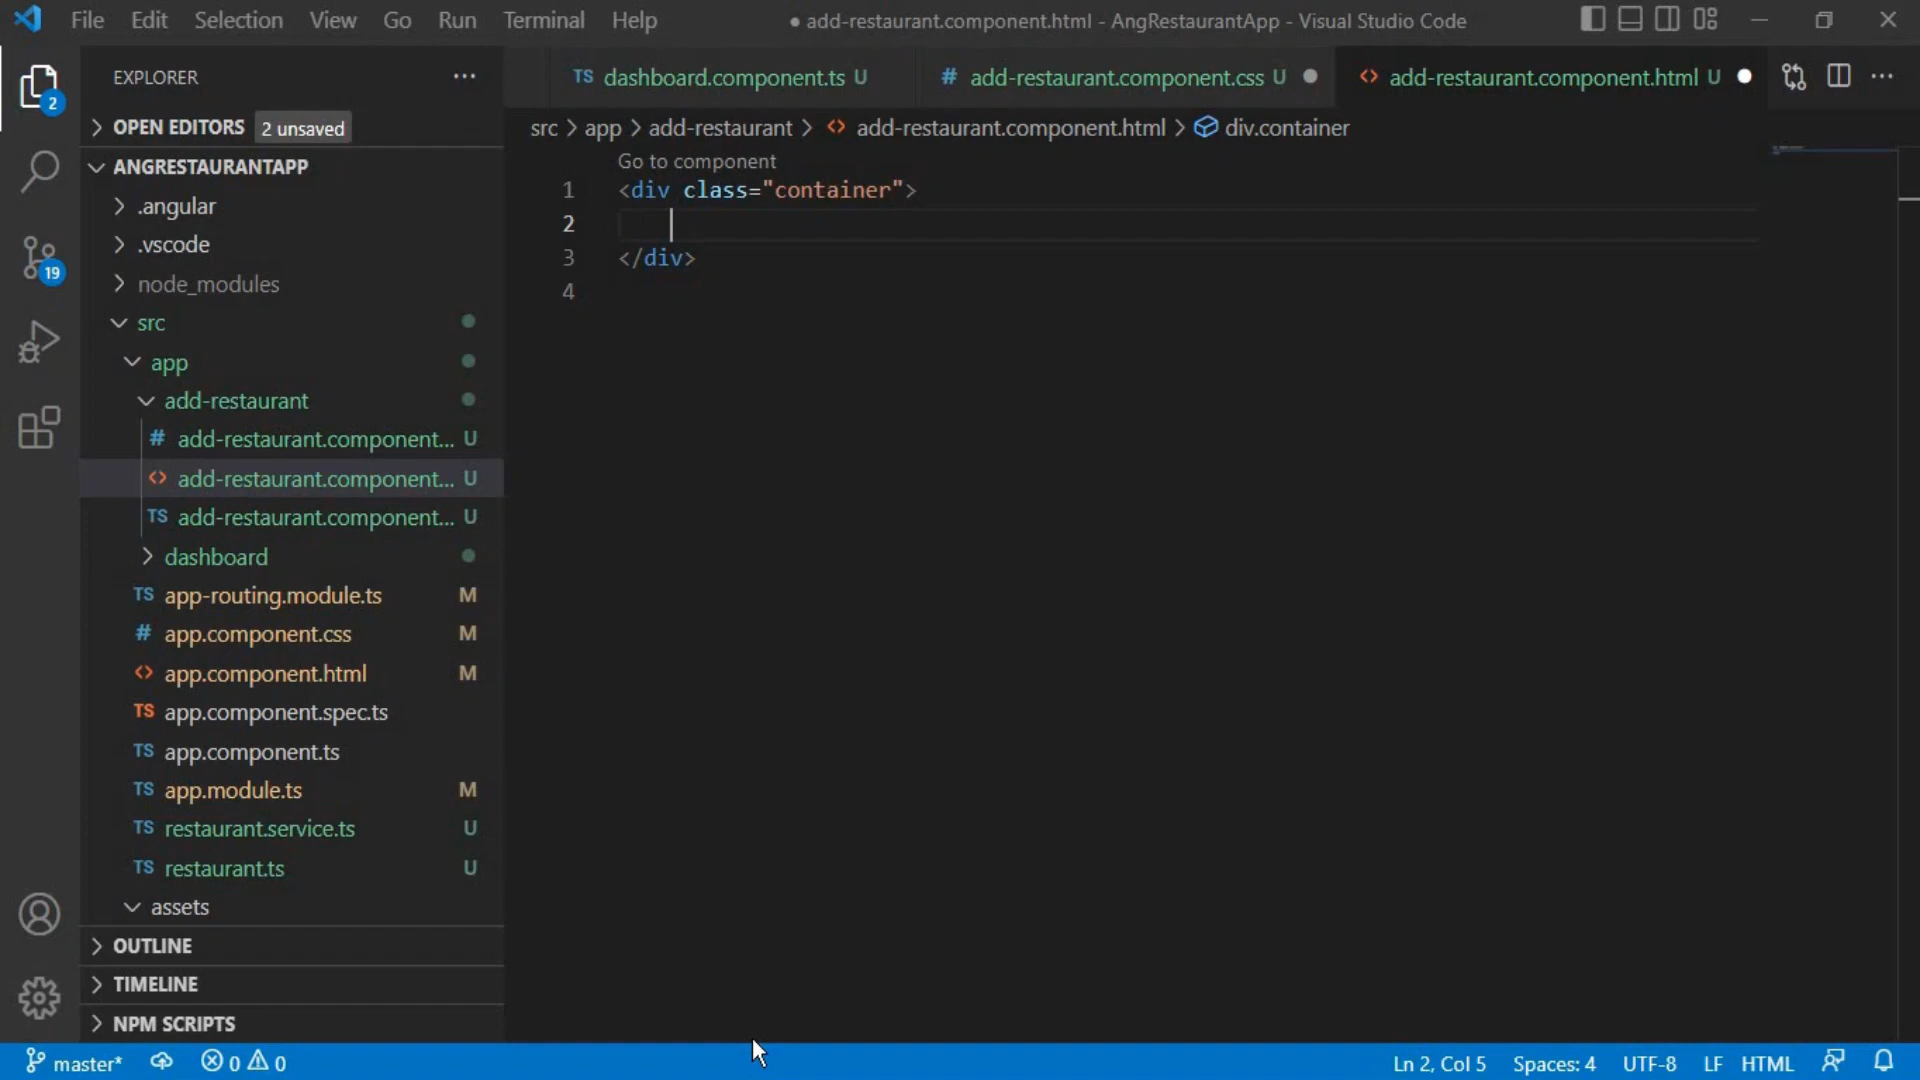 File Edit Selection View Go Run Terminal Help
● add-restaurant.component.html - AngRestaurantApp - Visual Studio Code
EXPLORER
2
OPEN EDITORS 2 unsaved
ANGRESTAURANTAPP
.angular
.vscode
19
node_modules
src
app
add-restaurant
# add-restaurant.component... U
<> add-restaurant.component... U
TS add-restaurant.component... U
dashboard
TS app-routing.module.ts M
# app.component.css M
<> app.component.html M
TS app.component.spec.ts
TS app.component.ts
TS app.module.ts M
TS restaurant.service.ts U
TS restaurant.ts U
assets
OUTLINE
TIMELINE
NPM SCRIPTS
TS dashboard.component.ts U
# add-restaurant.component.css U
<> add-restaurant.component.html U
src > app > add-restaurant > <> add-restaurant.component.html > div.container
Go to component
1 <div class="container">
2
3 </div>
4
master* 0 0
Ln 2, Col 5 Spaces: 4 UTF-8 LF HTML